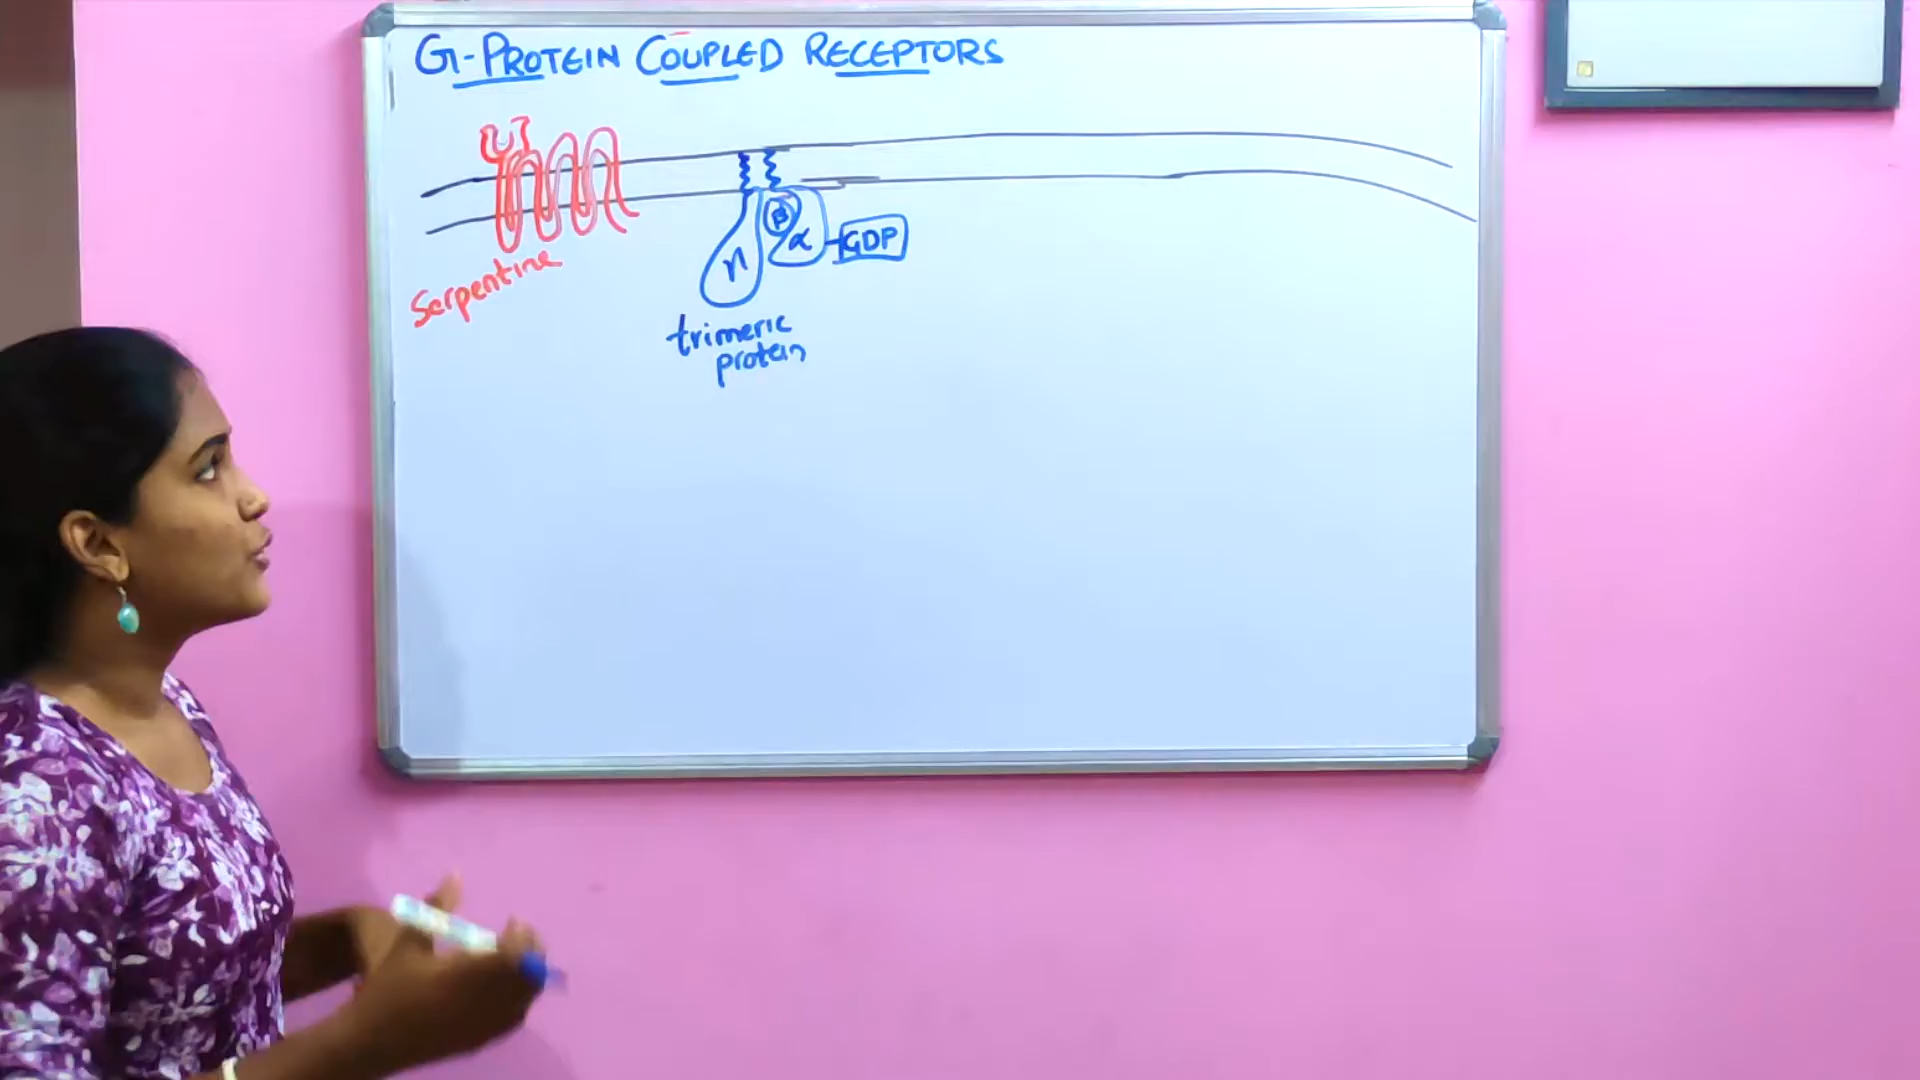 G-PROTEIN COUPLED RECEPTORS
Serpentine
η
β
α
GDP
trimeric
protein